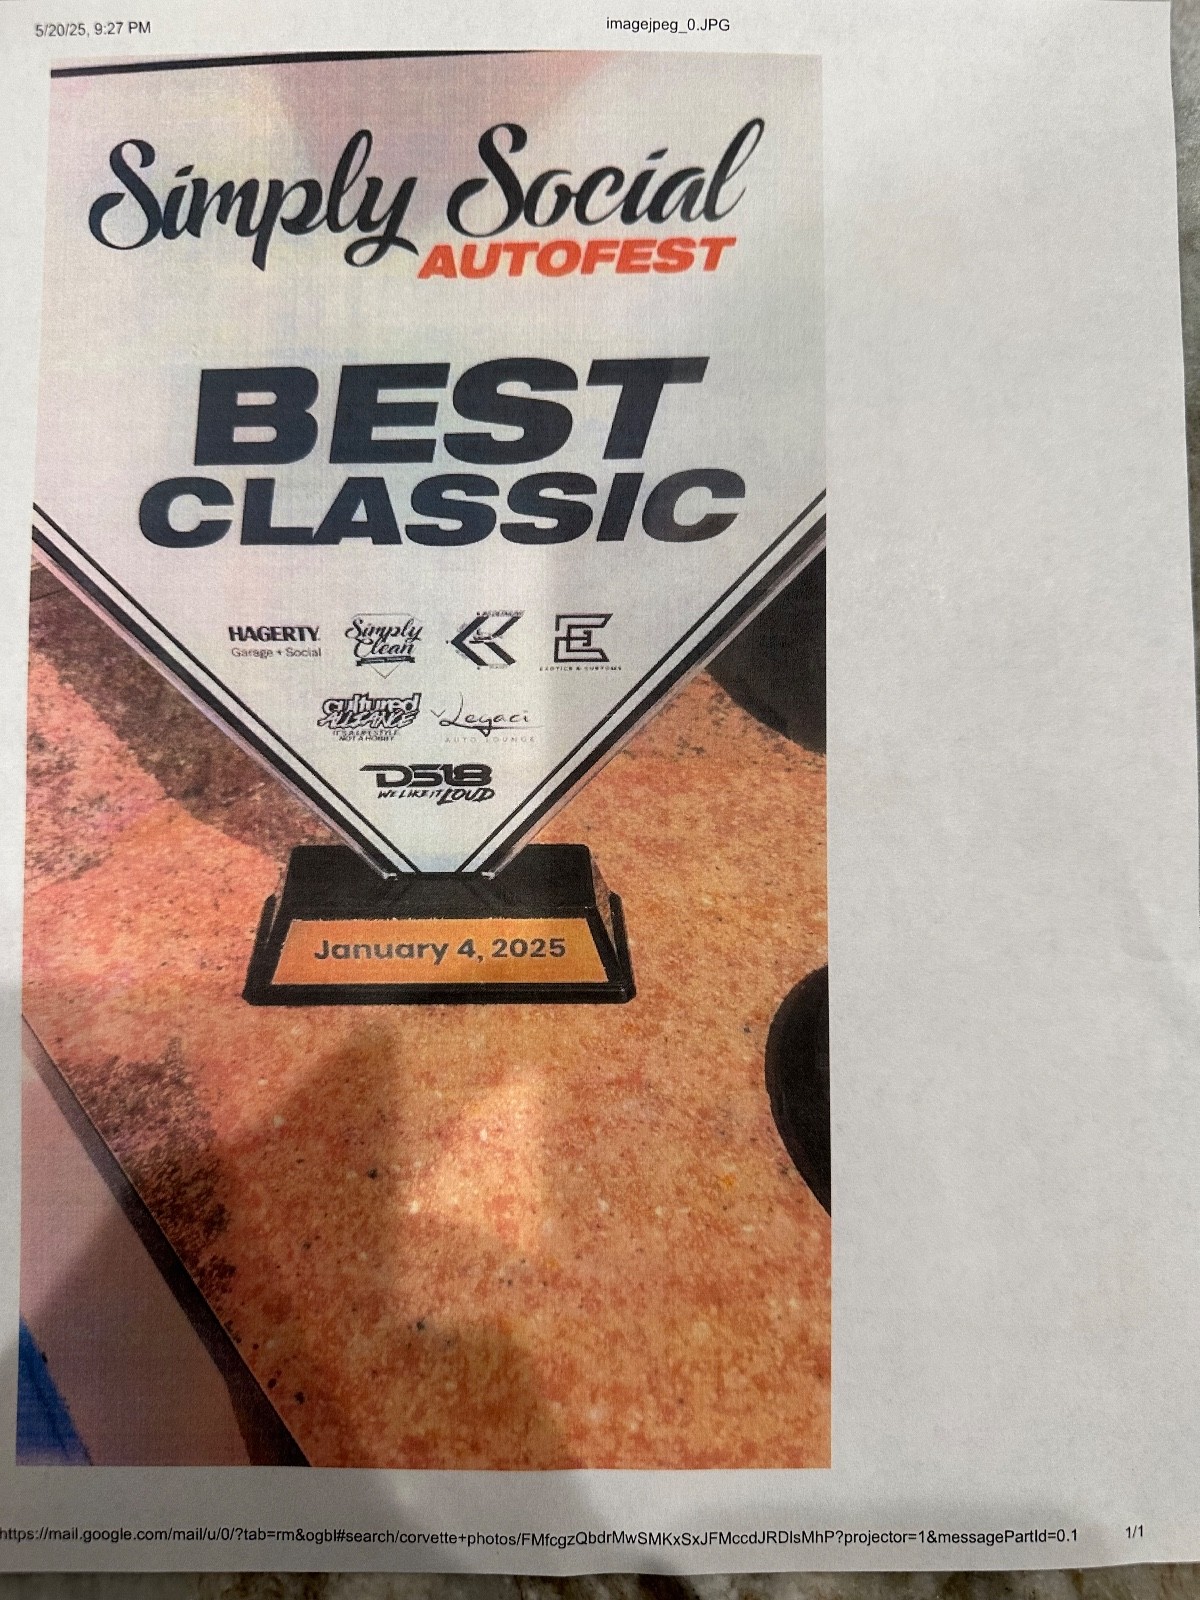 5/20/25, 9:27 PM
imagejpeg_0.JPG
Simply Social
AUTOFEST
BEST
CLASSIC
HAGERTY
Garage + Social
Simply
Clean
E
EXOTICS & CUSTOMS
cultured
ALLIANCE
IT'S A LIFESTYLE,
NOT A HOBBY
Legaci
AUTO LOUNGE
DS18
WE LIKE IT LOUD
January 4, 2025
https://mail.google.com/mail/u/0/?tab=rm&ogbl#search/corvette+photos/FMfcgzQbdrMwSMKxSxJFMccdJRDlsMhP?projector=1&messagePartId=0.1
1/1